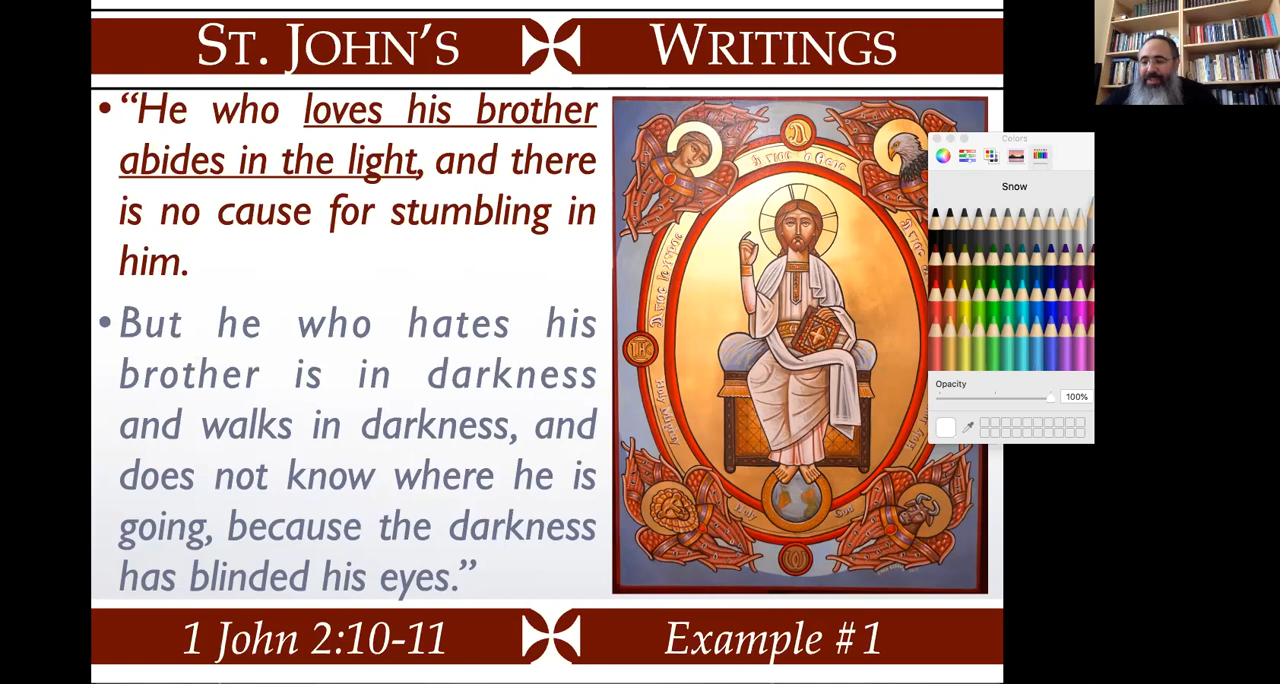 ST. JOHN'S WRITINGS
• “He who loves his brother
abides in the light, and there
is no cause for stumbling in
him.
• But he who hates his
brother is in darkness
and walks in darkness, and
does not know where he is
going, because the darkness
has blinded his eyes.”
1 John 2:10-11 Example #1
Colors
Snow
Opacity
100%
Holy
God